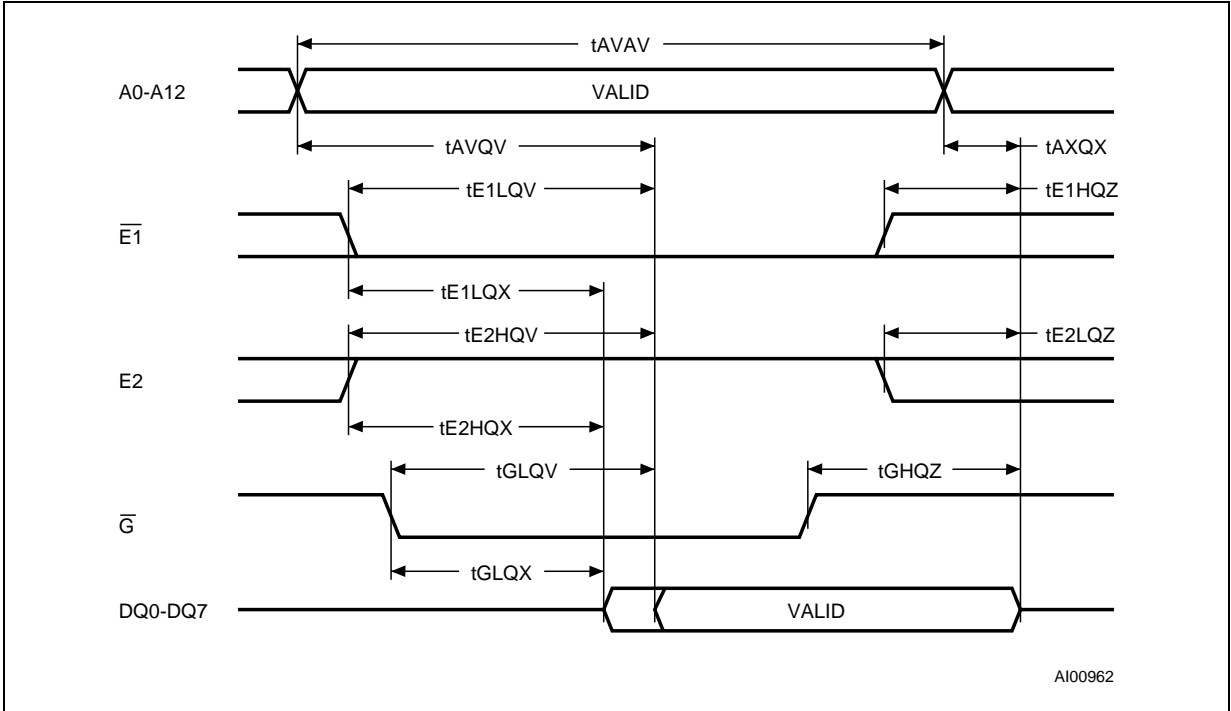 tAVAV
A0-A12
VALID
tAVQV
tAXQX
tE1LQV
tE1HQZ
E1
tE1LQX
tE2HQV
tE2LQZ
E2
tE2HQX
tGLQV
tGHQZ
G
tGLQX
DQ0-DQ7
VALID
AI00962